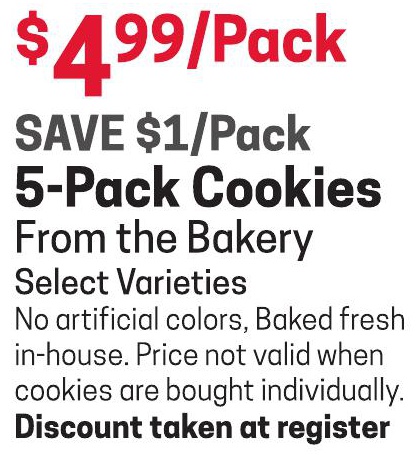 $4.99/Pack
SAVE $1/Pack
5-Pack Cookies
From the Bakery
Select Varieties
No artificial colors, Baked fresh
in-house. Price not valid when
cookies are bought individually.
Discount taken at register